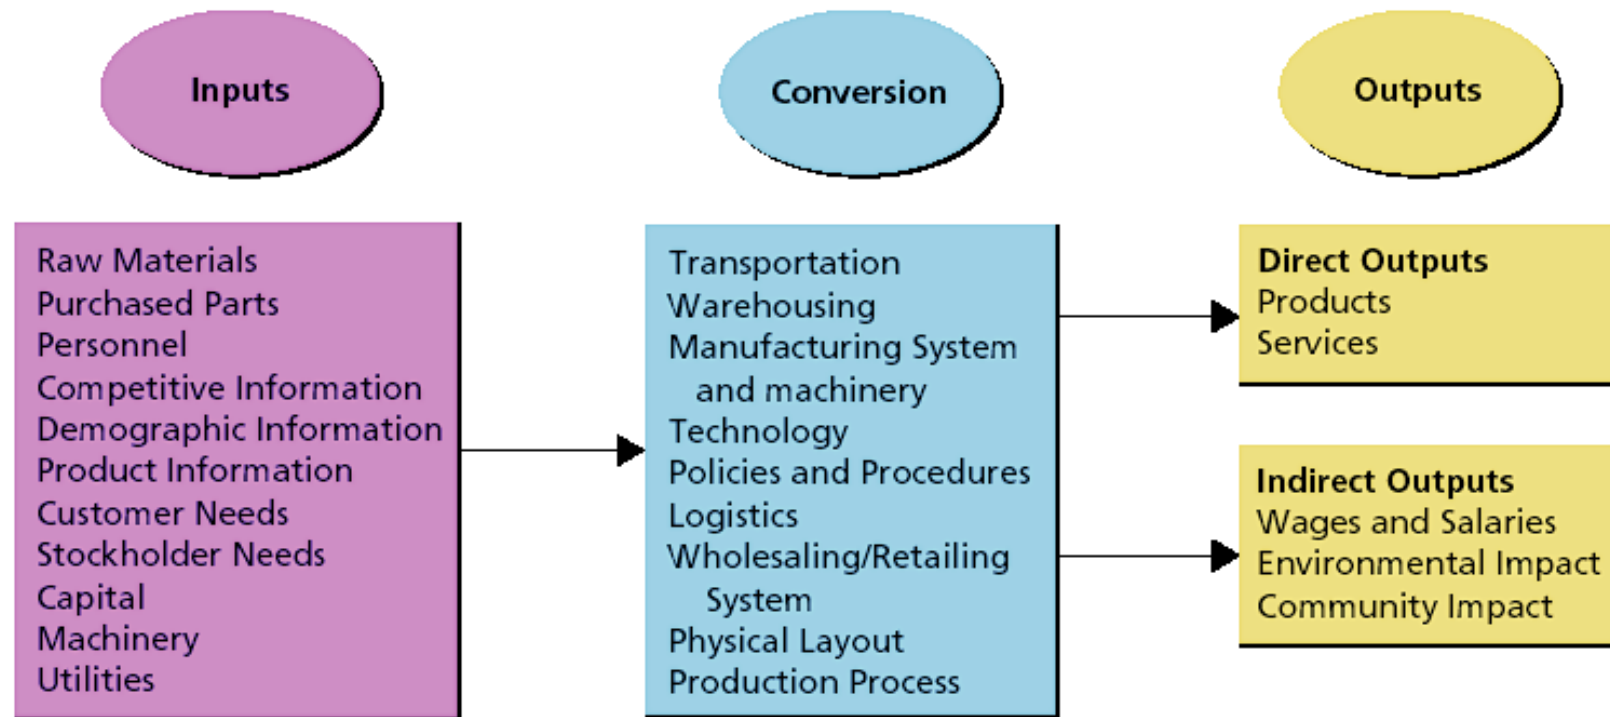 Inputs
Conversion
Outputs
Raw Materials
Purchased Parts
Personnel
Competitive Information
Demographic Information
Product Information
Customer Needs
Stockholder Needs
Capital
Machinery
Utilities
Transportation
Warehousing
Manufacturing System
and machinery
Technology
Policies and Procedures
Logistics
Wholesaling/Retailing
System
Physical Layout
Production Process
Direct Outputs
Products
Services
Indirect Outputs
Wages and Salaries
Environmental Impact
Community Impact